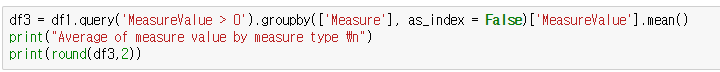 df3 = df1.query('MeasureValue > 0').groupby(['Measure'], as_index = False)['MeasureValue'].mean()
print("Average of measure value by measure type ₩n")
print(round(df3,2))